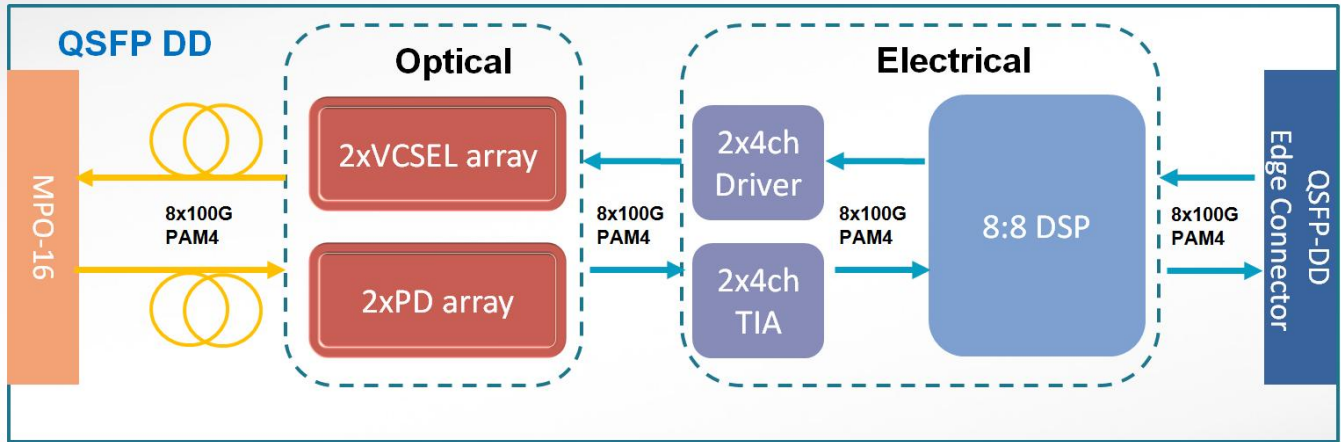 QSFP DD
Optical
Electrical
MPO-16
8x100G
PAM4
2xVCSEL array
2xPD array
8x100G
PAM4
2x4ch
Driver
2x4ch
TIA
8x100G
PAM4
8:8 DSP
8x100G
PAM4
QSFP-DD
Edge Connector